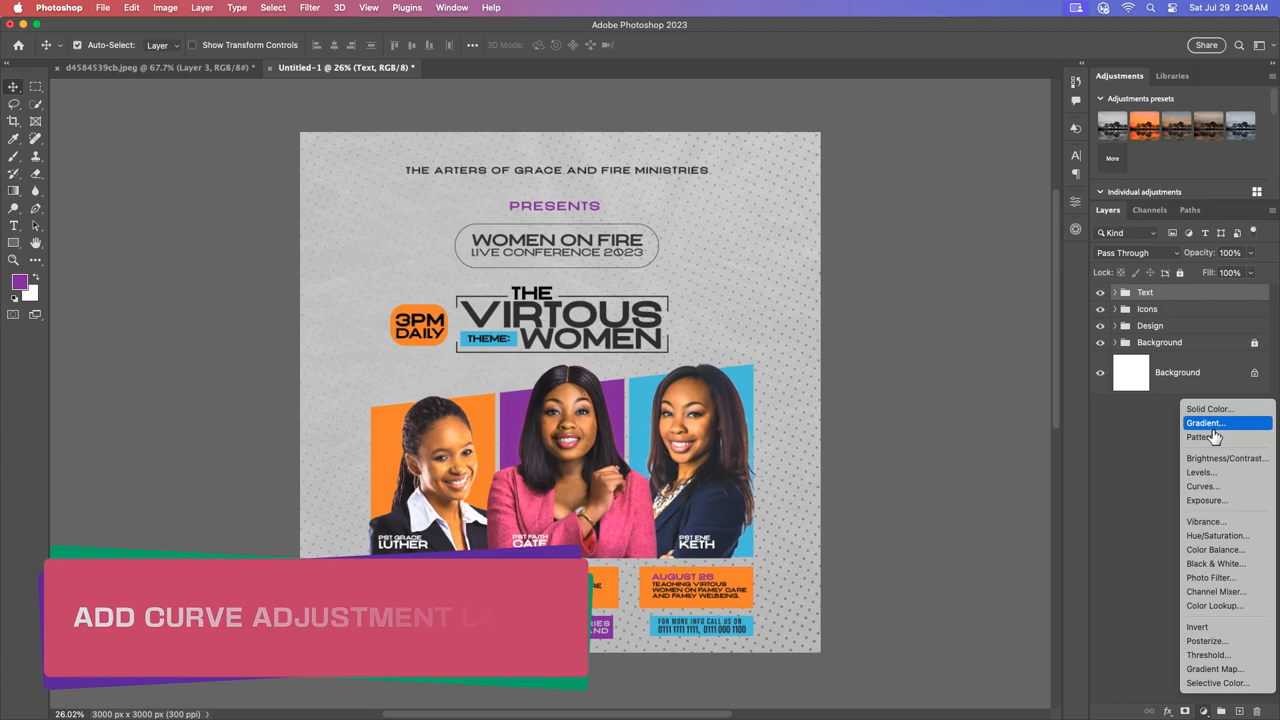 Photoshop File Edit Image Layer Type Select Filter 3D View Plugins Window Help
Sat Jul 29 2:04 AM
Adobe Photoshop 2023
Auto-Select: Layer Show Transform Controls 3D Mode: Share
d4584539cb.jpeg @ 67.7% (Layer 3, RGB/8#) *
Untitled-1 @ 26% (Text, RGB/8) *
Adjustments Libraries
Adjustments presets
More
Individual adjustments
Layers Channels Paths
Kind
Pass Through Opacity: 100%
Lock: Fill: 100%
Text
Icons
Design
Background
Background
Solid Color...
Gradient...
Brightness/Contrast...
Levels...
Curves...
Exposure...
Vibrance...
Hue/Saturation...
Color Balance...
Black & White...
Photo Filter...
Channel Mixer...
Color Lookup...
Invert
Posterize...
Threshold...
Gradient Map...
Selective Color...
THE ARTERS OF GRACE AND FIRE MINISTRIES.
PRESENTS
WOMEN ON FIRE
LIVE CONFERENCE 2023
3PM
DAILY
THE
VIRTOUS
THEME: WOMEN
PST GRACE
LUTHER
PST FAITH
CATE
PST ENE
KETH
AUGUST 26
TEACHING VIRTOUS
WOMEN ON FAMILY CARE
AND FAMILY WELBEING.
FOR MORE INFO CALL US ON
0111 1111 1111, 0111 000 1100
ADD CURVE ADJUSTMENT LA
26.02% 3000 px x 3000 px (300 ppi)